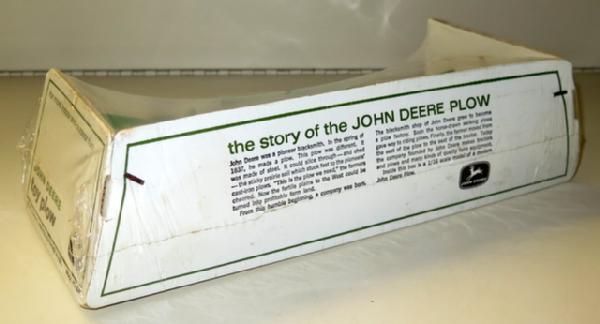 the story of the JOHN DEERE PLOW
John Deere was a pioneer blacksmith. In the spring of
1837, he made a plow. This plow was different. It
was made of steel. It could slice through—and shed
—the sticky prairie soil which stuck fast to the pioneers'
cast-iron plows. "This is the plow we need," the farmers
cheered. Now the fertile plains to the West could be
turned into profitable farm land.
From this humble beginning, a company was born.
The blacksmith shop of John Deere grew to become
a plow factory. Soon the horse-drawn walking plows
gave way to riding plows. Finally, the farmer moved from
the seat of the plow to the seat of the tractor. Today
the company founded by John Deere makes tractors,
plows and many kinds of quality farm equipment.
Inside this box is a 1/16 scale model of a modern
John Deere Plow.
JOHN DEERE
JOHN DEERE
toy plow